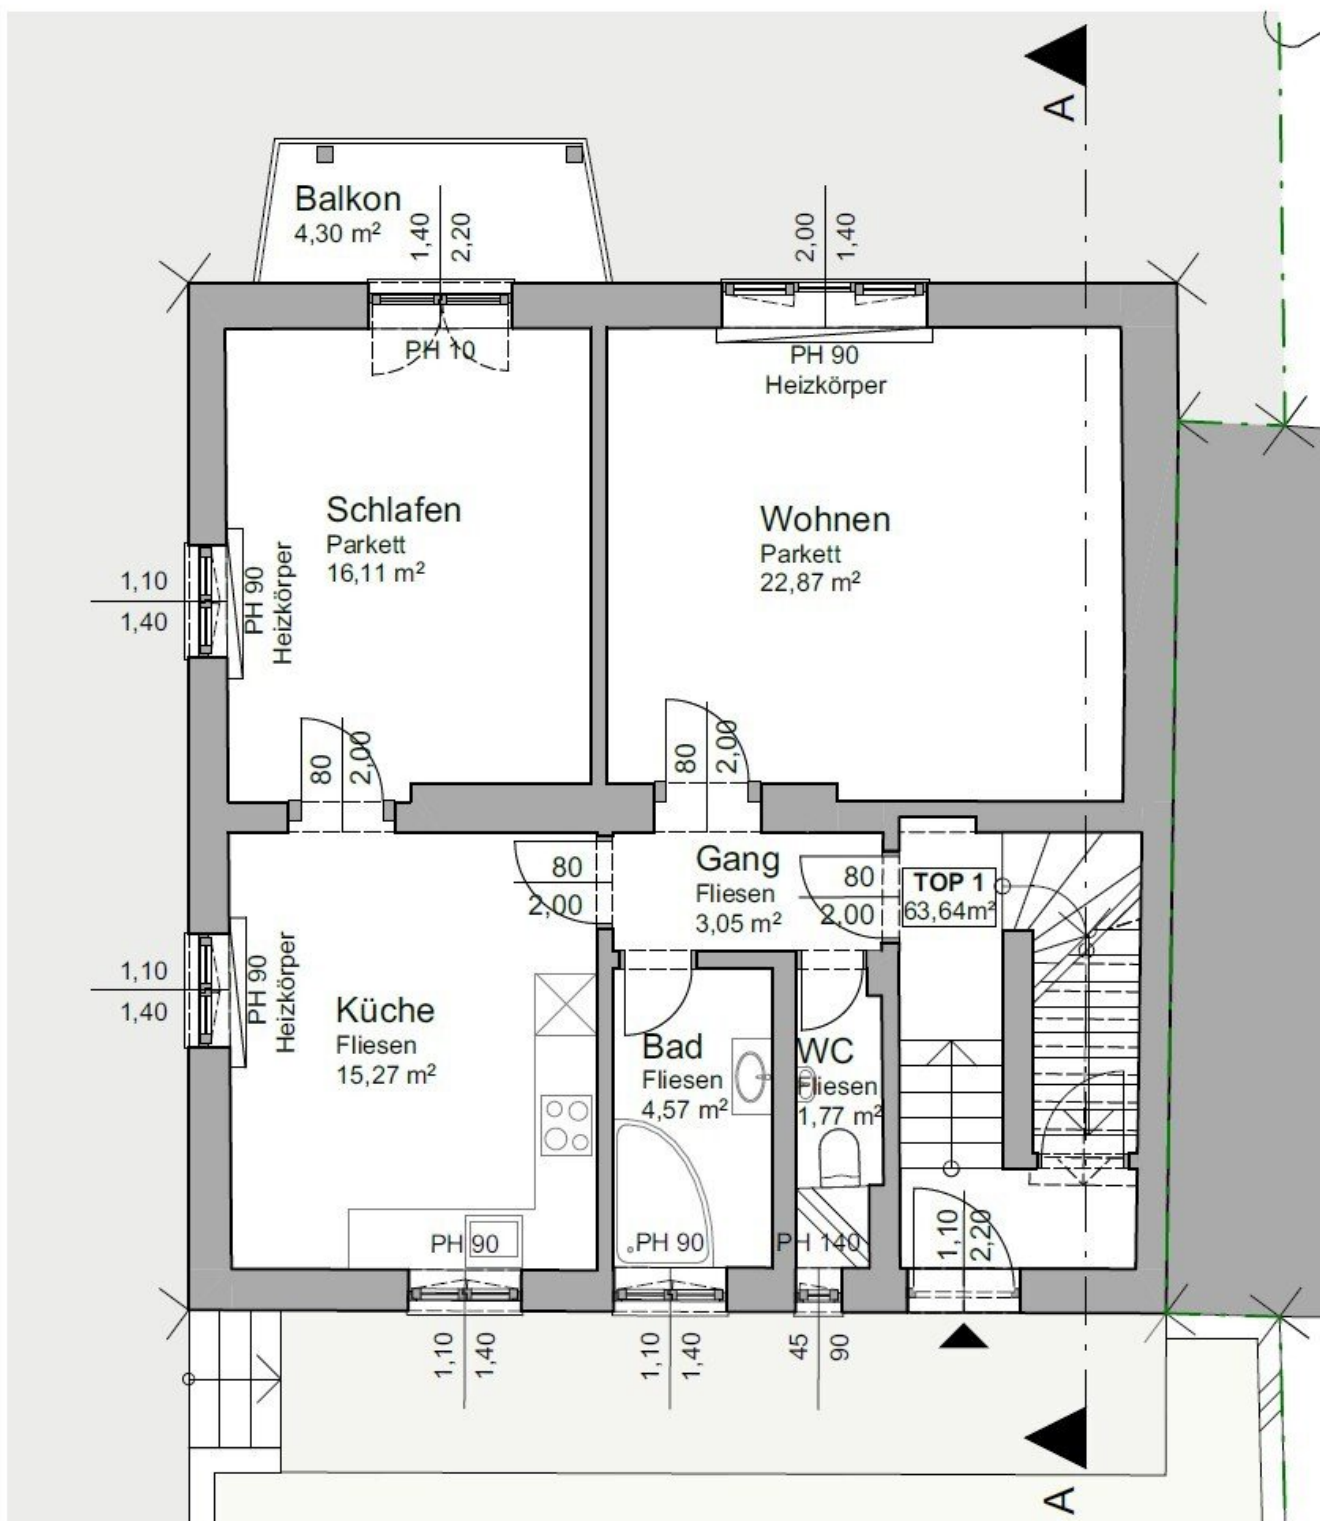 A
Balkon
4,30 m²
1,40
2,20
2,00
1,40
PH 10
PH 90
Heizkörper
Schlafen
Parkett
16,11 m²
Wohnen
Parkett
22,87 m²
1,10
1,40
PH 90
Heizkörper
80
2,00
80
2,00
80
2,00
Gang
Fliesen
3,05 m²
80
2,00
TOP 1
63,64m²
1,10
1,40
PH 90
Heizkörper
Küche
Fliesen
15,27 m²
Bad
Fliesen
4,57 m²
WC
Fliesen
1,77 m²
PH 90
PH 90
PH 140
1,10
2,20
1,10
1,40
1,10
1,40
45
90
A